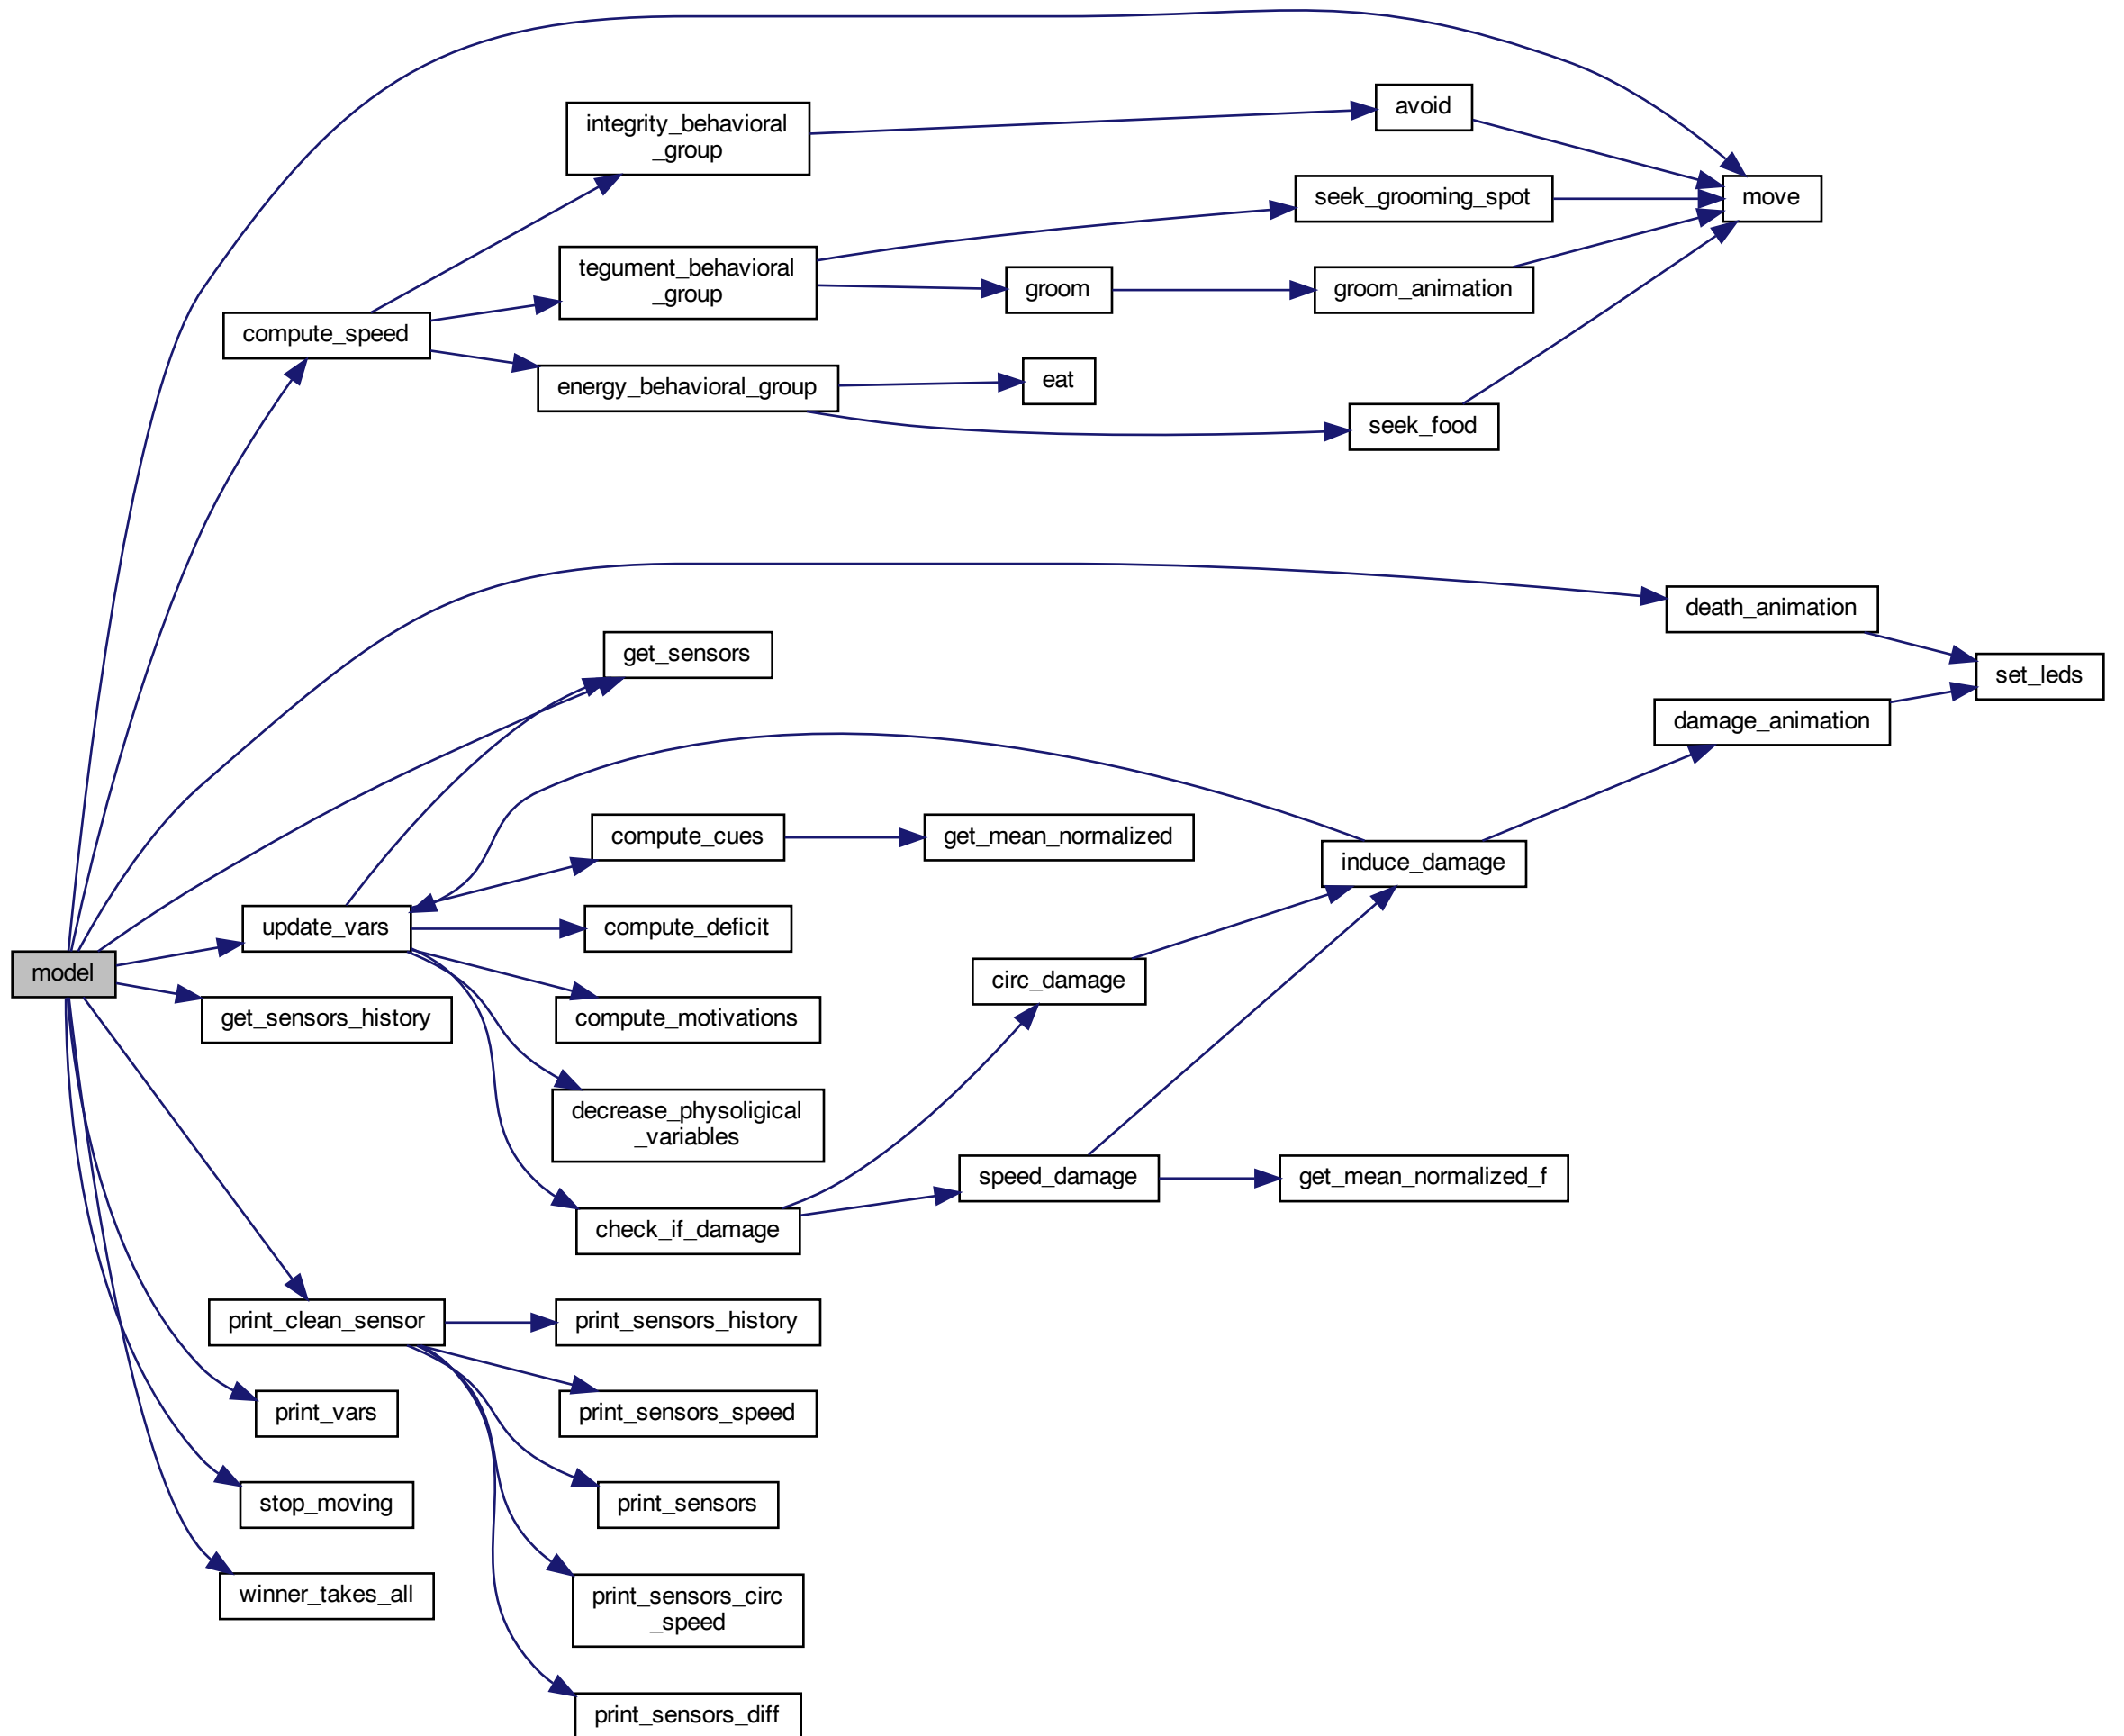 integrity_behavioral
_group
avoid
seek_grooming_spot
move
tegument_behavioral
_group
groom
groom_animation
compute_speed
energy_behavioral_group
eat
seek_food
death_animation
get_sensors
set_leds
damage_animation
compute_cues
get_mean_normalized
induce_damage
update_vars
compute_deficit
model
circ_damage
get_sensors_history
compute_motivations
decrease_physoligical
_variables
speed_damage
get_mean_normalized_f
check_if_damage
print_clean_sensor
print_sensors_history
print_vars
print_sensors_speed
stop_moving
print_sensors
winner_takes_all
print_sensors_circ
_speed
print_sensors_diff